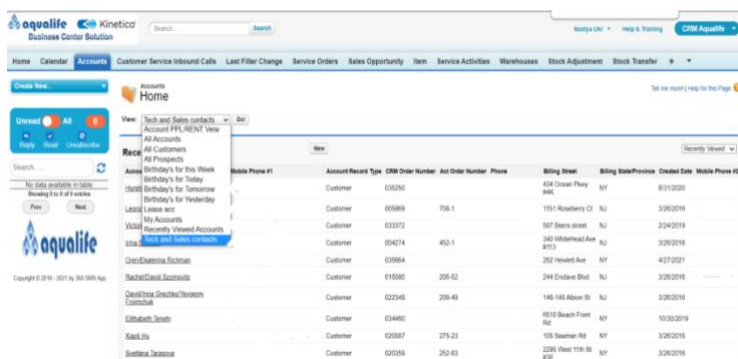 aqualife Kinetico
Business Center Solution
Search...
Search
Help & Training
CRM Aqualife
Home Calendar Accounts Customer Service Inbound Calls Last Filter Change Service Orders Sales Opportunity Item Service Activities Warehouses Stock Adjustment Stock Transfer +
Create New...
Accounts
Home
Tell me more! | Help for this Page
Unread All 0
Reply Read Unsubscribe
View: Tech and Sales contacts Go!
Account PPL/RENT View
All Accounts
All Customers
All Prospects
Birthday's for this Week
Birthday's for Today
Birthday's for Tomorrow
Birthday's for Yesterday
Lease acc
My Accounts
Recently Viewed Accounts
Tech and Sales contacts
Search...
No data available in table
Showing 0 to 0 of 0 entries
Prev Next
aqualife
Copyright © 2016 - 2021 by 360 SMS App
Rece New Recently Viewed
Mobile Phone #1 Account Record Type CRM Order Number Act Order Number Phone Billing Street Billing State/Province Created Date Mobile Phone #2
Customer 035250 434 Ocean Pkwy NY 8/31/2020
Customer 005969 706-1 1151 Roseberry Ct NJ 3/26/2016
Customer 033372 587 Beers street NJ 2/24/2019
Customer 004274 452-1 340 Whitehead Ave #113 NJ 3/26/2016
Oren/Ekaterina Richman Customer 035664 262 Hewlett Ave NY 4/27/2021
Rachel/David Szomovits Customer 015080 205-52 244 Enclave Blvd NJ 3/26/2016
David/Inna Grechko/Yevgeniy Customer 022348 209-49 146-148 Albion St NJ 3/26/2016
Customer 034460 6510 Beach Front Rd NY 10/30/2019
Xiaoli Hu Customer 020087 275-23 105 Seaman Rd NY 3/26/2016
Svetlana Tarasova Customer 020359 252-83 2295 West 11th St NY 3/26/2016